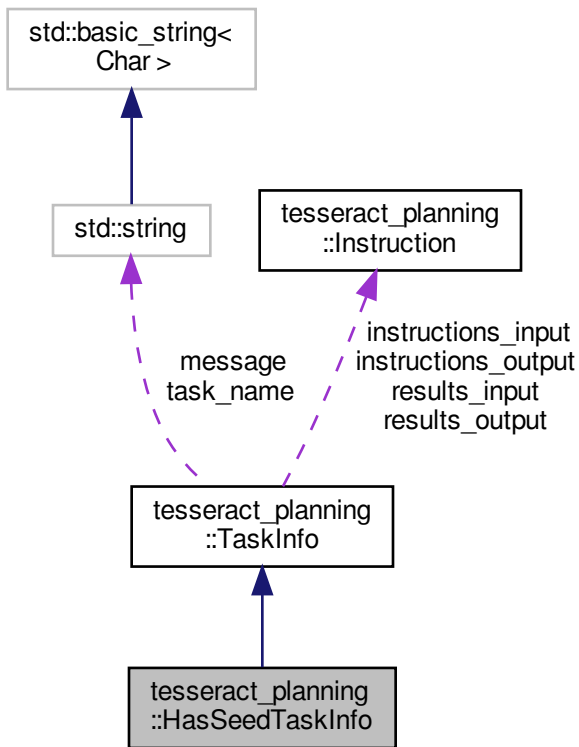 std::basic_string<
Char >
std::string
tesseract_planning
::Instruction
message
task_name
instructions_input
instructions_output
results_input
results_output
tesseract_planning
::TaskInfo
tesseract_planning
::HasSeedTaskInfo